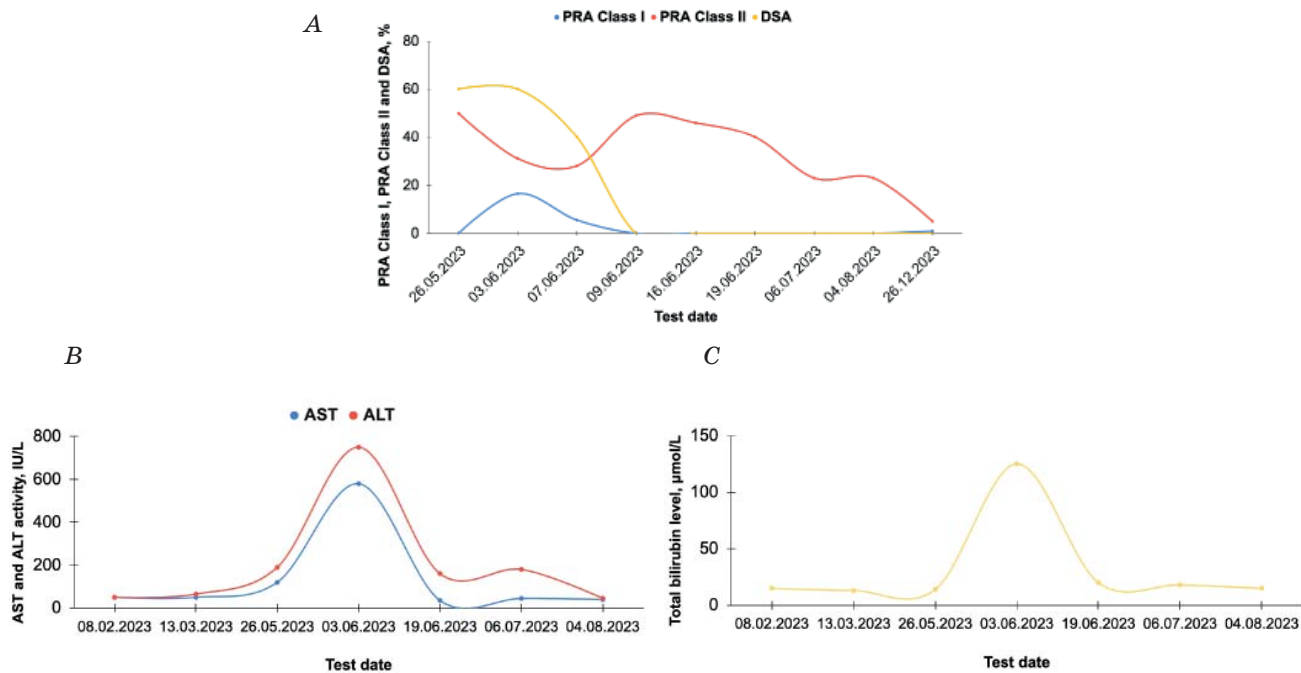 A
PRA Class I PRA Class II DSA
PRA Class I, PRA Class II and DSA, %
80
60
40
20
0
26.05.2023 03.06.2023 07.06.2023 09.06.2023 16.06.2023 19.06.2023 06.07.2023 04.08.2023 26.12.2023
Test date
B
AST ALT
AST and ALT activity, IU/L
800
600
400
200
0
08.02.2023 13.03.2023 26.05.2023 03.06.2023 19.06.2023 06.07.2023 04.08.2023
Test date
C
Total bilirubin level, µmol/L
150
100
50
0
08.02.2023 13.03.2023 26.05.2023 03.06.2023 19.06.2023 06.07.2023 04.08.2023
Test date